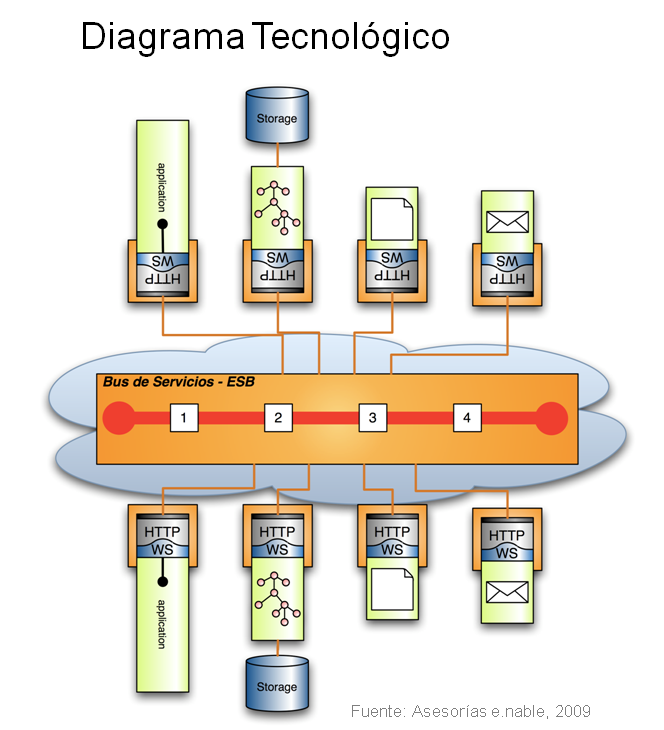 Diagrama Tecnológico
Storage
application
WS
HTTP
WS
HTTP
WS
HTTP
WS
HTTP
Bus de Servicios - ESB
1 2 3 4
HTTP
WS
HTTP
WS
HTTP
WS
HTTP
WS
application
Storage
Fuente: Asesorías e.nable, 2009